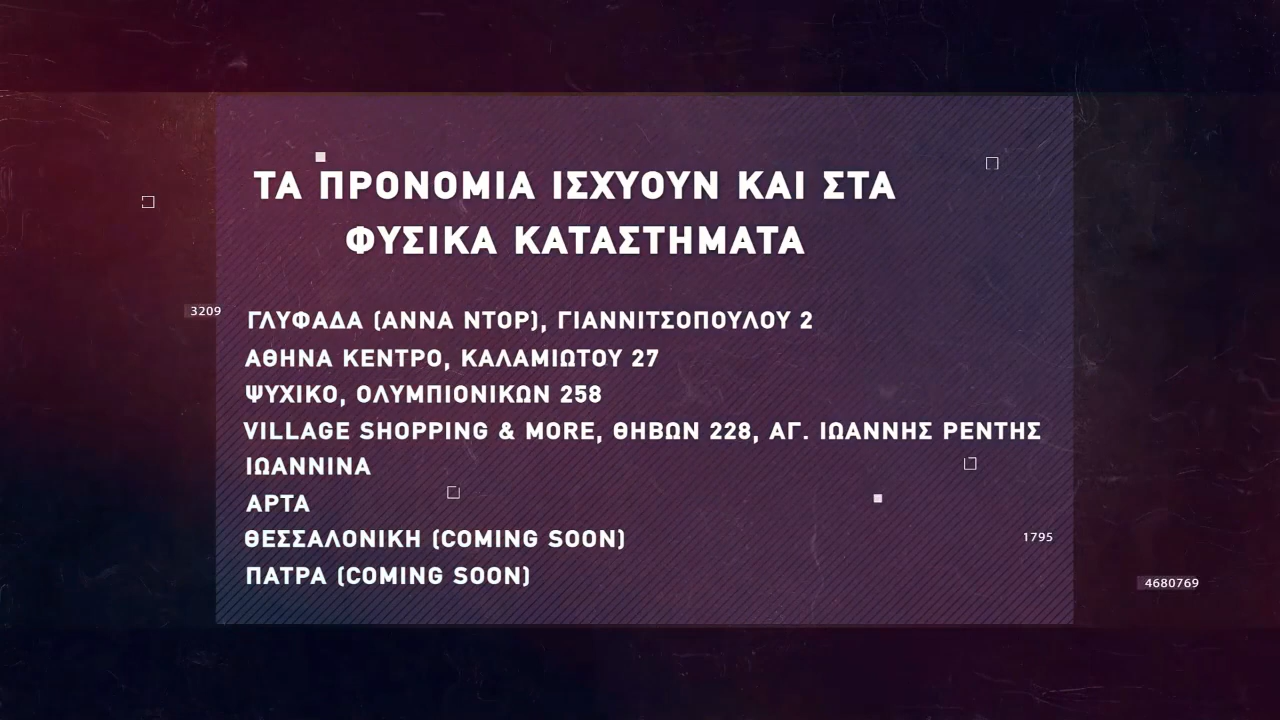 ΤΑ ΠΡΟΝΟΜΙΑ ΙΣΧΥΟΥΝ ΚΑΙ ΣΤΑ
ΦΥΣΙΚΑ ΚΑΤΑΣΤΗΜΑΤΑ
3209
ΓΛΥΦΑΔΑ (ΑΝΝΑ ΝΤΟΡ), ΓΙΑΝΝΙΤΣΟΠΟΥΛΟΥ 2
ΑΘΗΝΑ ΚΕΝΤΡΟ, ΚΑΛΑΜΙΩΤΟΥ 27
ΨΥΧΙΚΟ, ΟΛΥΜΠΙΟΝΙΚΩΝ 258
VILLAGE SHOPPING & MORE, ΘΗΒΩΝ 228, ΑΓ. ΙΩΑΝΝΗΣ ΡΕΝΤΗΣ
ΙΩΑΝΝΙΝΑ
ΑΡΤΑ
ΘΕΣΣΑΛΟΝΙΚΗ (COMING SOON)
1795
ΠΑΤΡΑ (COMING SOON)
4680769